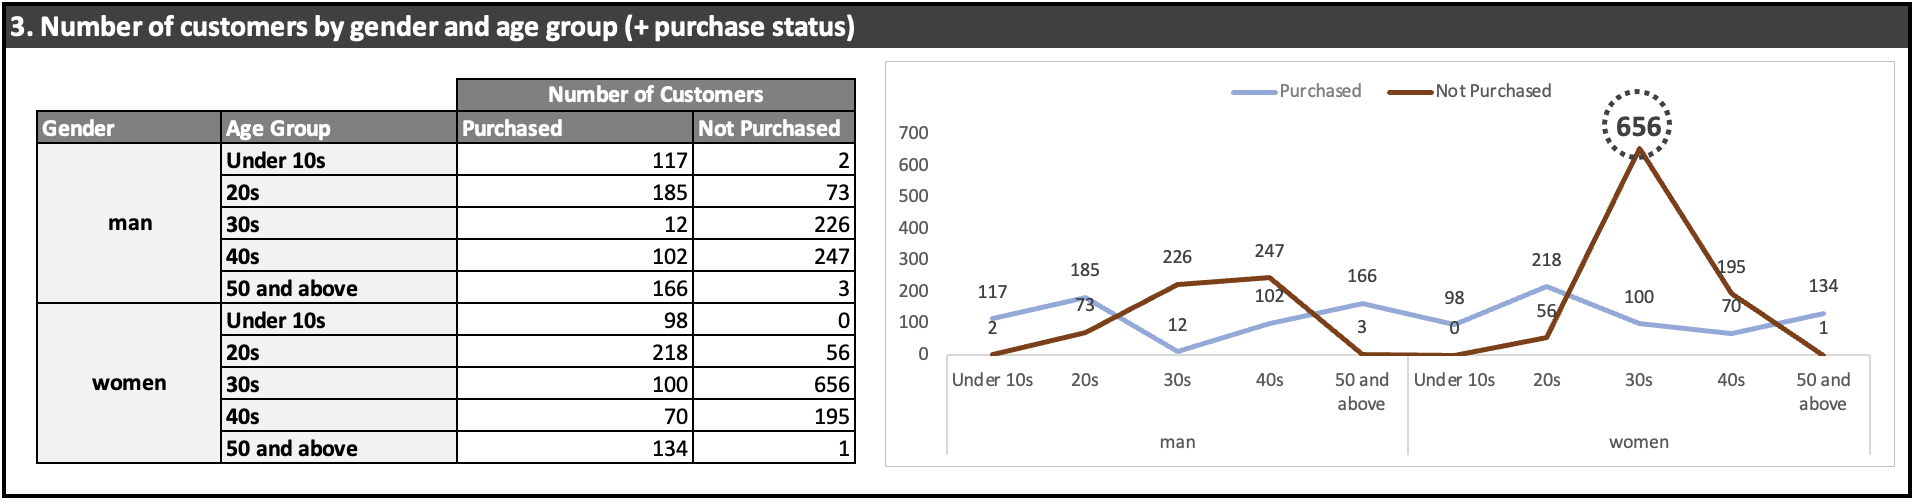 3. Number of customers by gender and age group (+ purchase status)
Number of Customers
Gender Age Group Purchased Not Purchased
man
Under 10s 117 2
20s 185 73
30s 12 226
40s 102 247
50 and above 166 3
women
Under 10s 98 0
20s 218 56
30s 100 656
40s 70 195
50 and above 134 1
Purchased Not Purchased
700
600
500
400
300
200
100
0
117 185 12 102 166 98 218 100 70 134
2 73 226 247 3 0 56 656 195 1
Under 10s 20s 30s 40s 50 and above Under 10s 20s 30s 40s 50 and above
man women